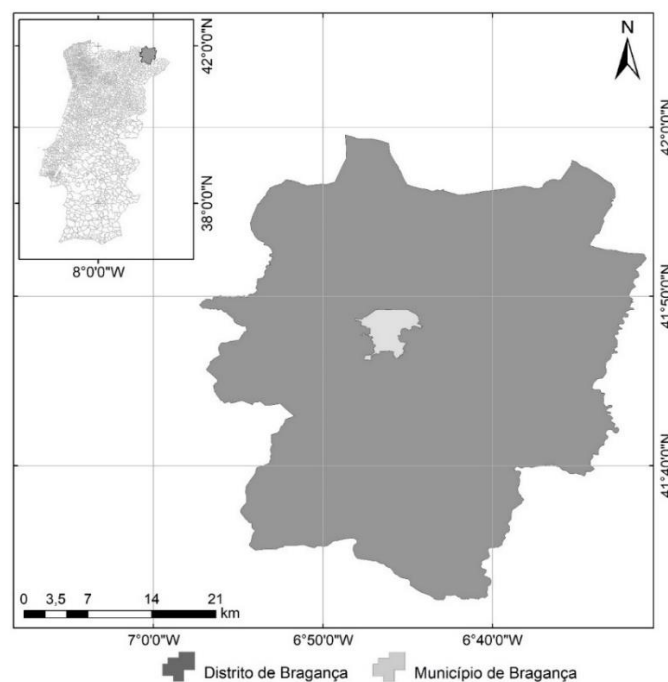 N
42°0'0"N
38°0'0"N
8°0'0"W
42°0'0"N
41°50'0"N
41°40'0"N
0 3,5 7 14 21
km
7°0'0"W 6°50'0"W 6°40'0"W
Distrito de Bragança Município de Bragança